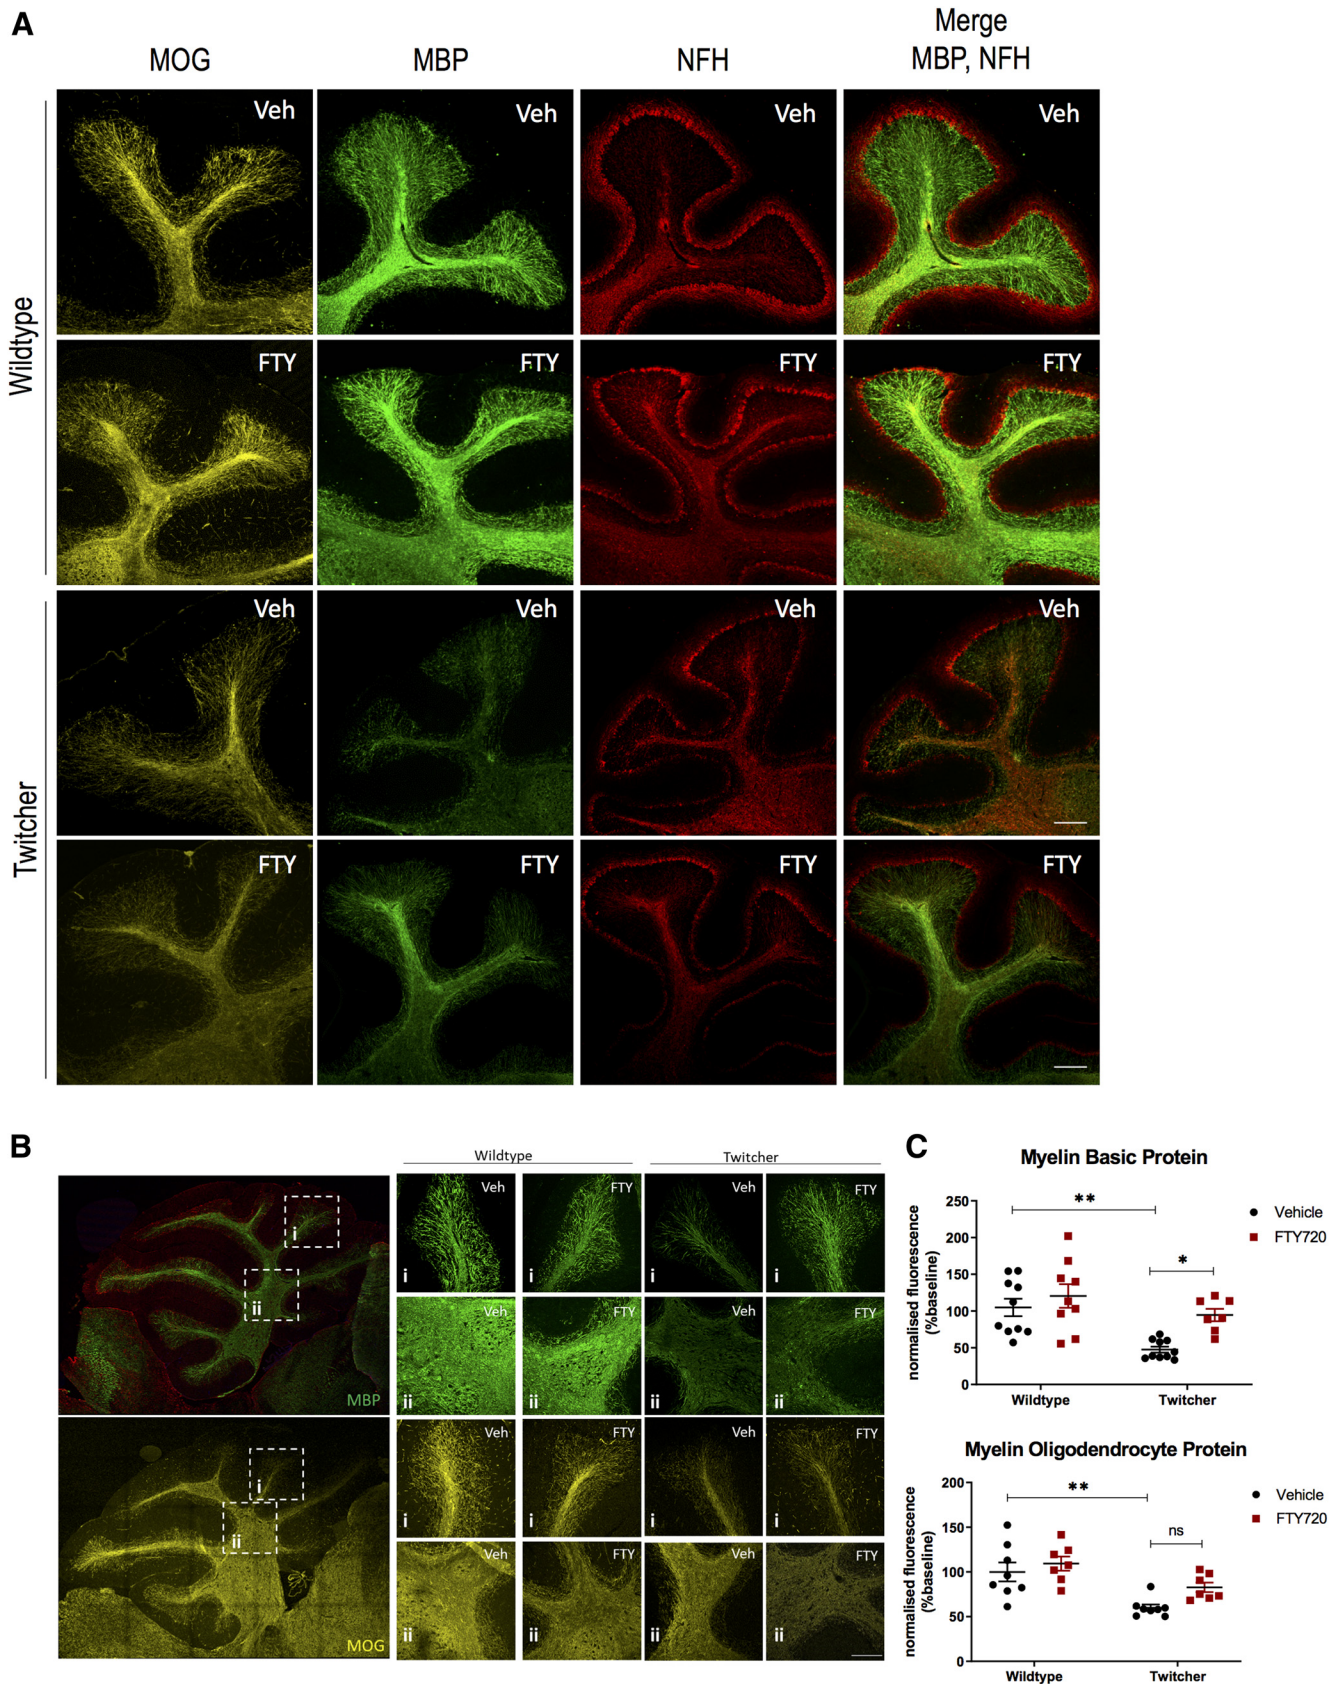 A
MOG
MBP
NFH
Merge
MBP, NFH
Wildtype
Veh
Veh
Veh
Veh
FTY
FTY
FTY
FTY
Twitcher
Veh
Veh
Veh
Veh
FTY
FTY
FTY
FTY
B
Wildtype
Twitcher
i
ii
MBP
Veh
FTY
Veh
FTY
i
i
i
i
Veh
FTY
Veh
FTY
ii
ii
ii
ii
i
ii
MOG
Veh
FTY
Veh
FTY
i
i
i
i
Veh
FTY
Veh
FTY
ii
ii
ii
ii
C
Myelin Basic Protein
normalised fluorescence
(%baseline)
250
200
150
100
50
0
**
*
Wildtype
Twitcher
Vehicle
FTY720
Myelin Oligodendrocyte Protein
normalised fluorescence
(%baseline)
200
150
100
50
0
**
ns
Wildtype
Twitcher
Vehicle
FTY720